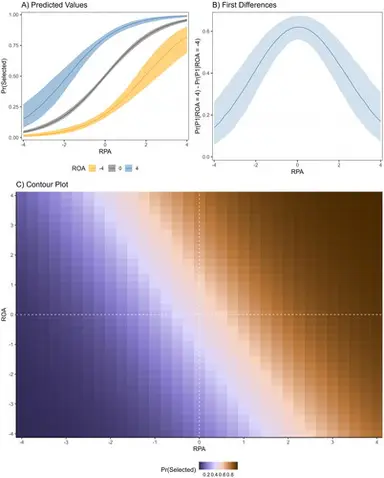 A) Predicted Values
B) First Differences
1.00
0.75
0.50
0.25
0.00
Pr(Selected)
-4 -2 0 2 4
RPA
ROA -4 0 4
0.6
0.4
0.2
0.0
Pr(P1|ROA = 4) - Pr(P1|ROA = -4)
-4 -2 0 2 4
RPA
C) Contour Plot
4
3
2
1
0
-1
-2
-3
-4
ROA
-4 -3 -2 -1 0 1 2 3 4
RPA
Pr(Selected)
0.2 0.4 0.6 0.8